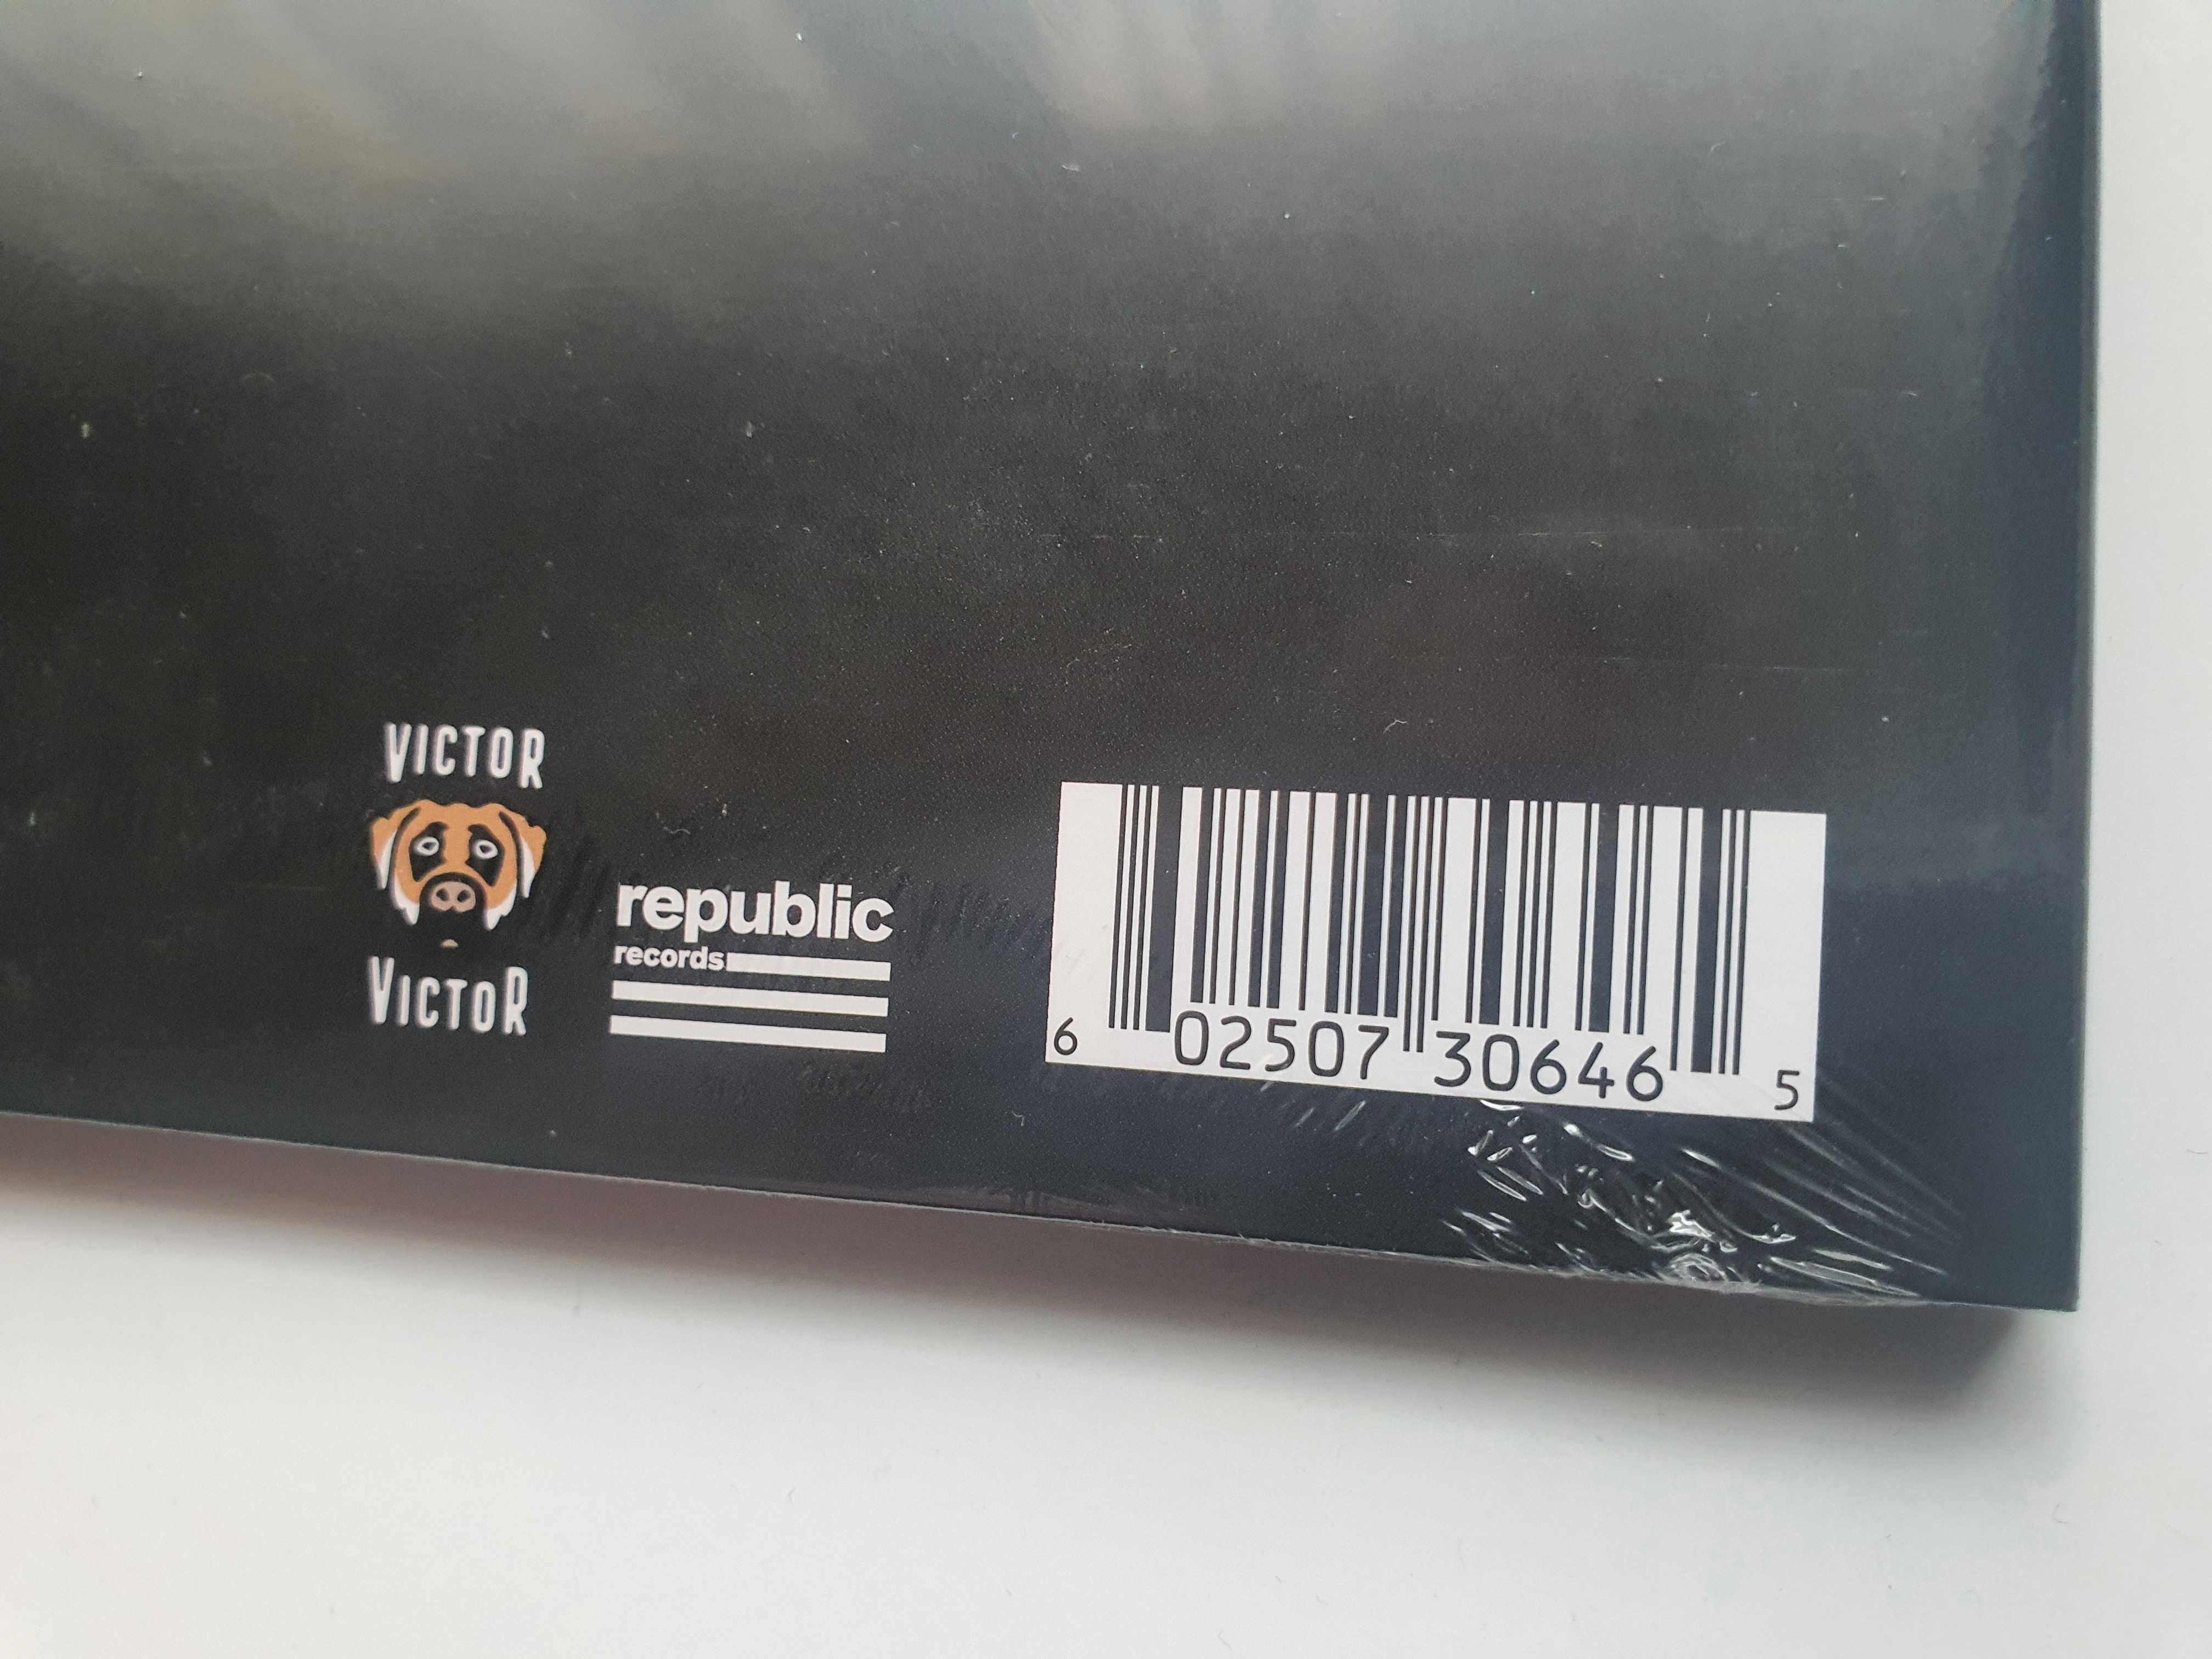 VICTOR
VICTOR
republic
records
6 02507 30646 5